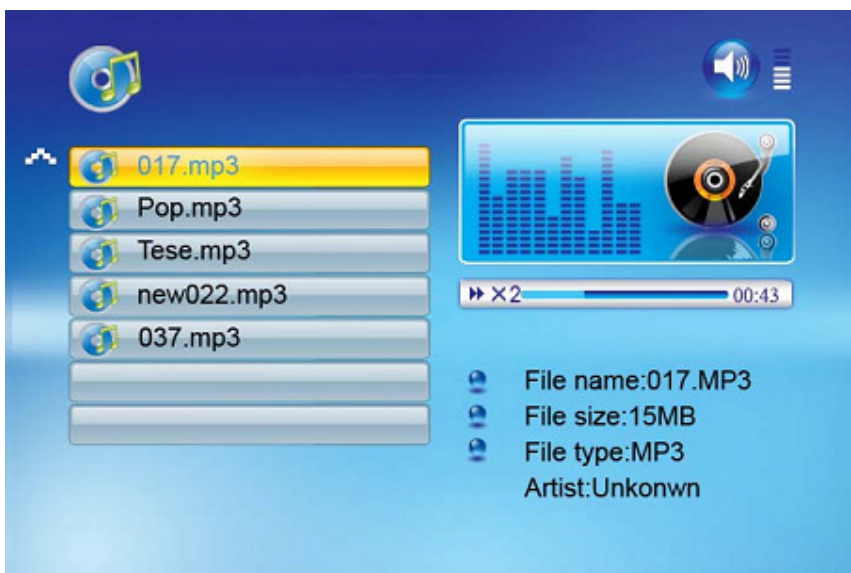 017.mp3
Pop.mp3
Tese.mp3
new022.mp3
037.mp3
×2 00:43
File name:017.MP3
File size:15MB
File type:MP3
Artist:Unkonwn